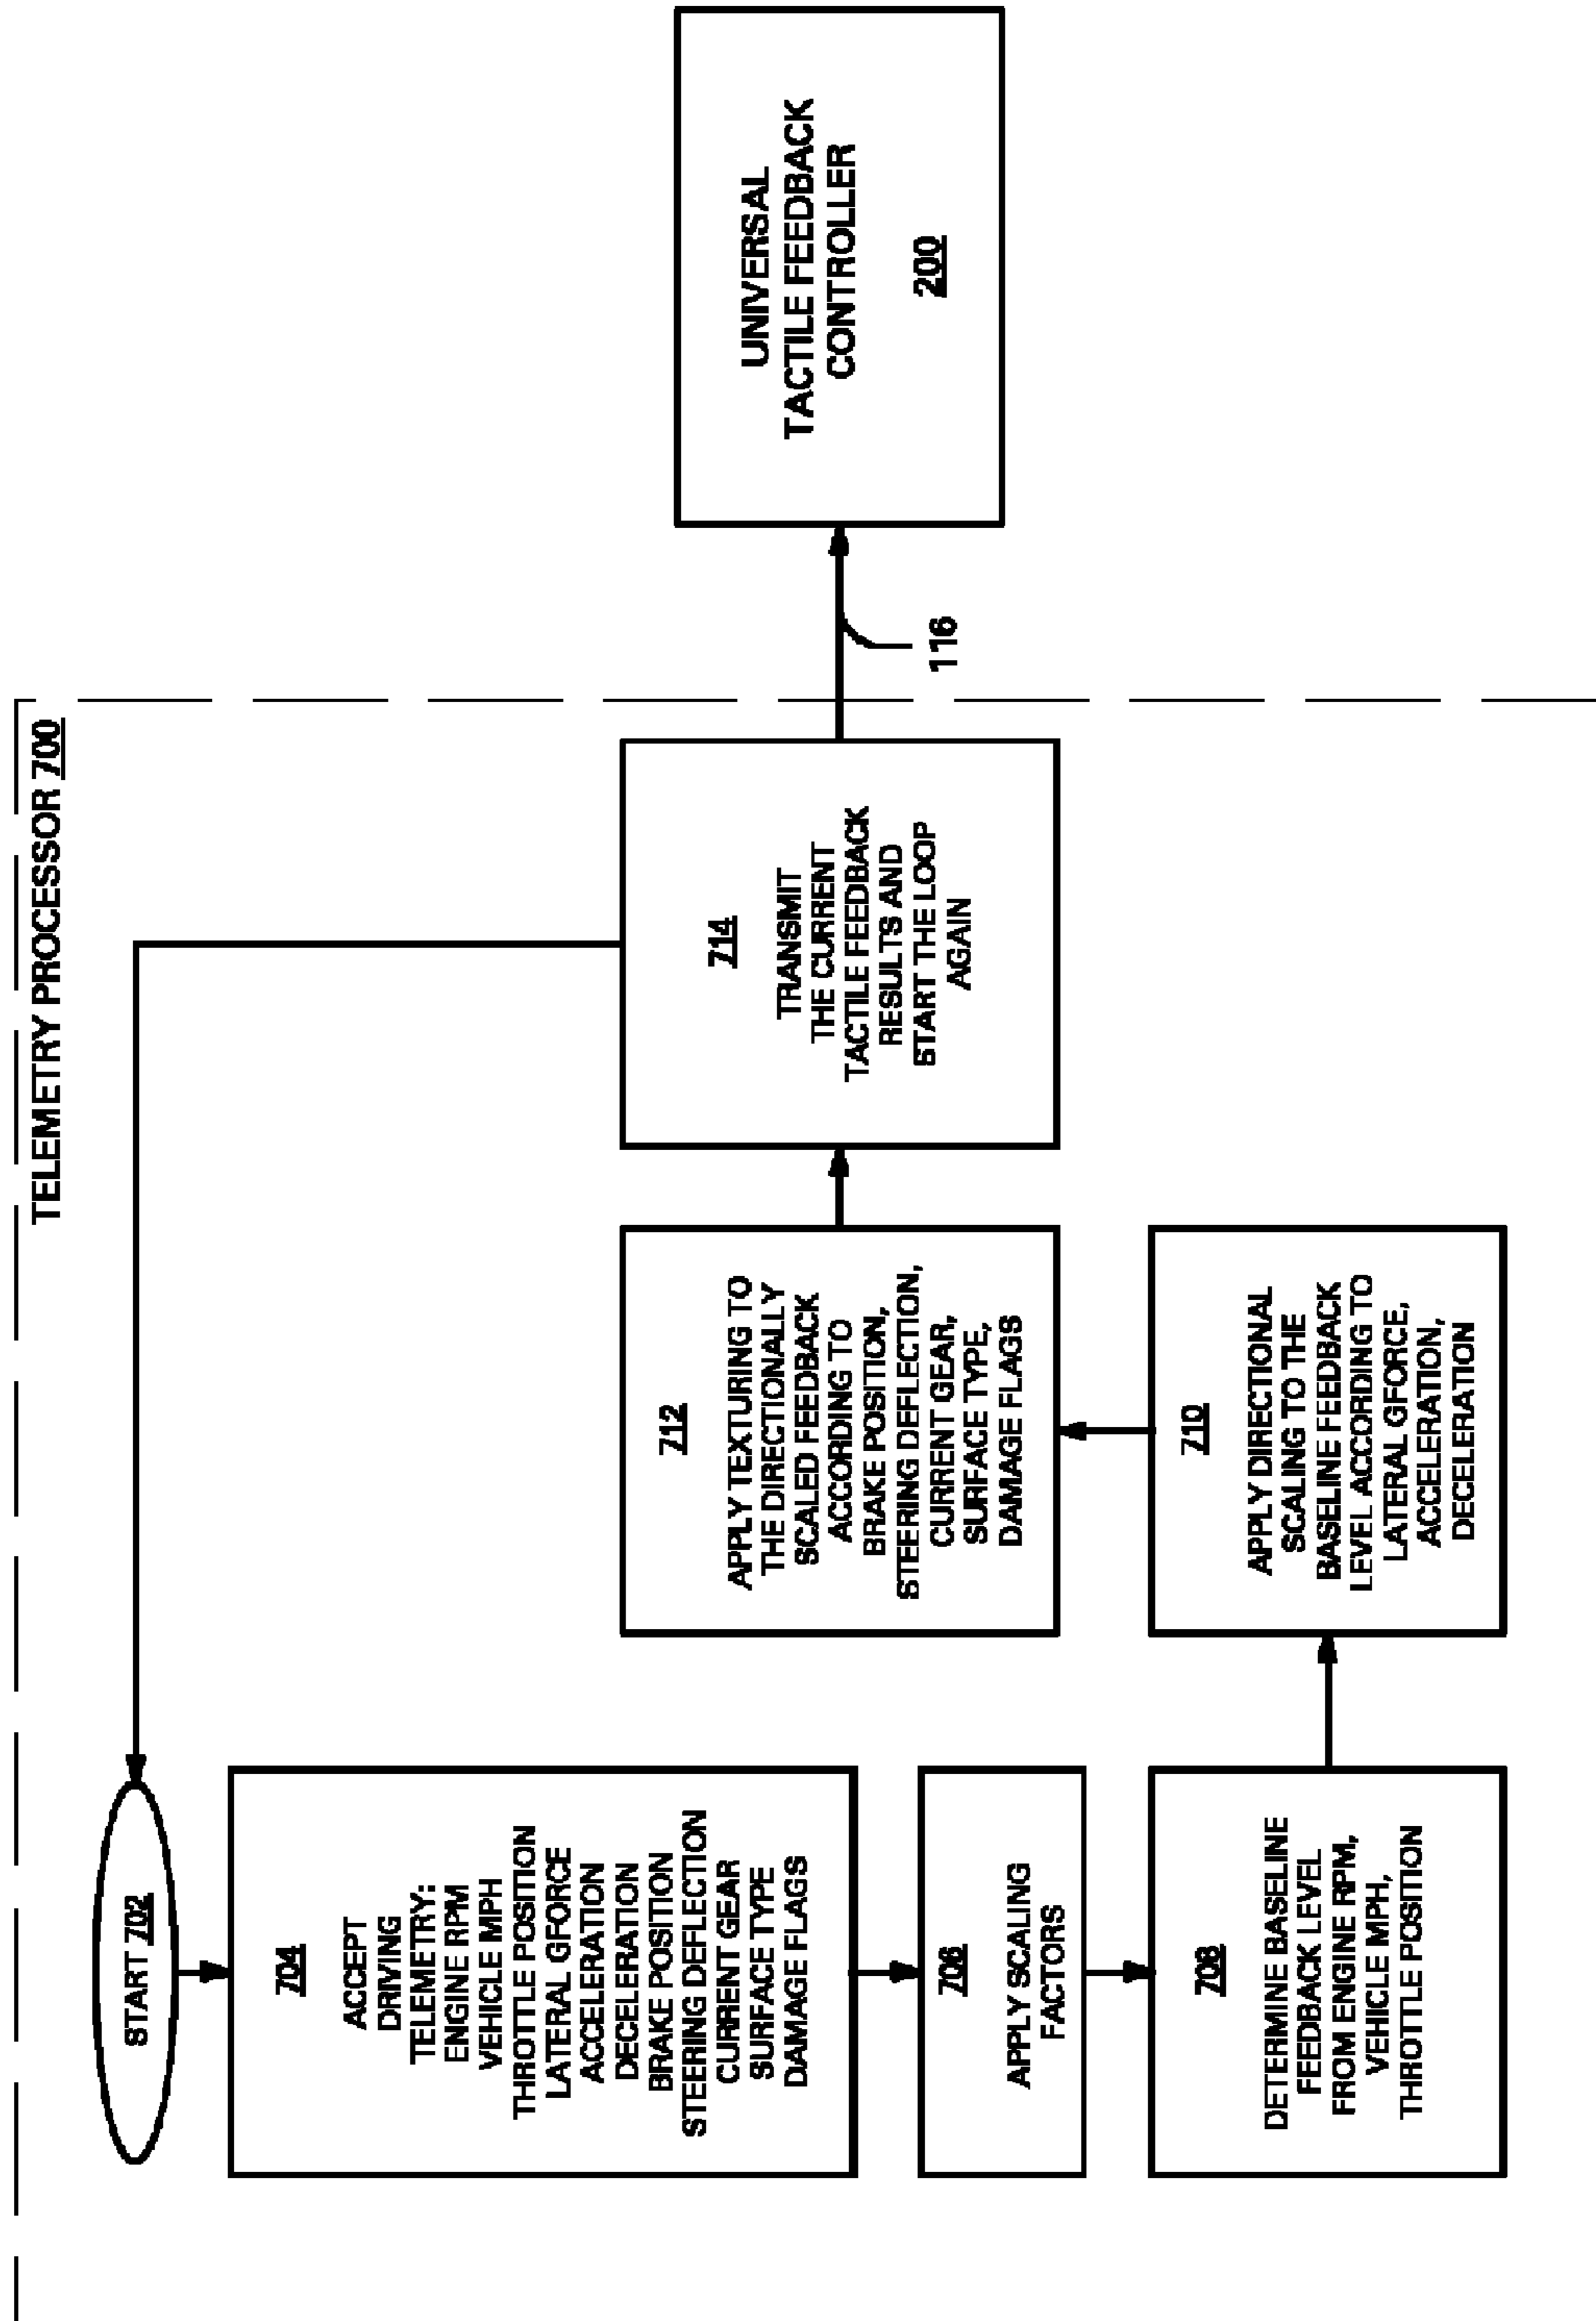 TELEMETRY PROCESSOR 700
START 702
704
ACCEPT
DRIVING
TELEMETRY:
ENGINE RPM
VEHICLE MPH
THROTTLE POSITION
LATERAL GFORCE
ACCELERATION
DECELERATION
BRAKE POSITION
STEERING DEFLECTION
CURRENT GEAR
SURFACE TYPE
DAMAGE FLAGS
706
APPLY SCALING
FACTORS
708
DETERMINE BASELINE
FEEDBACK LEVEL
FROM ENGINE RPM,
VEHICLE MPH,
THROTTLE POSITION
710
APPLY DIRECTIONAL
SCALING TO THE
BASELINE FEEDBACK
LEVEL ACCORDING TO
LATERAL GFORCE,
ACCELERATION,
DECELERATION
712
APPLY TEXTURING TO
THE DIRECTIONALLY
SCALED FEEDBACK
ACCORDING TO
BRAKE POSITION,
STEERING DEFLECTION,
CURRENT GEAR,
SURFACE TYPE,
DAMAGE FLAGS
714
TRANSMIT
THE CURRENT
TACTILE FEEDBACK
RESULTS AND
START THE LOOP
AGAIN
116
UNIVERSAL
TACTILE FEEDBACK
CONTROLLER
200